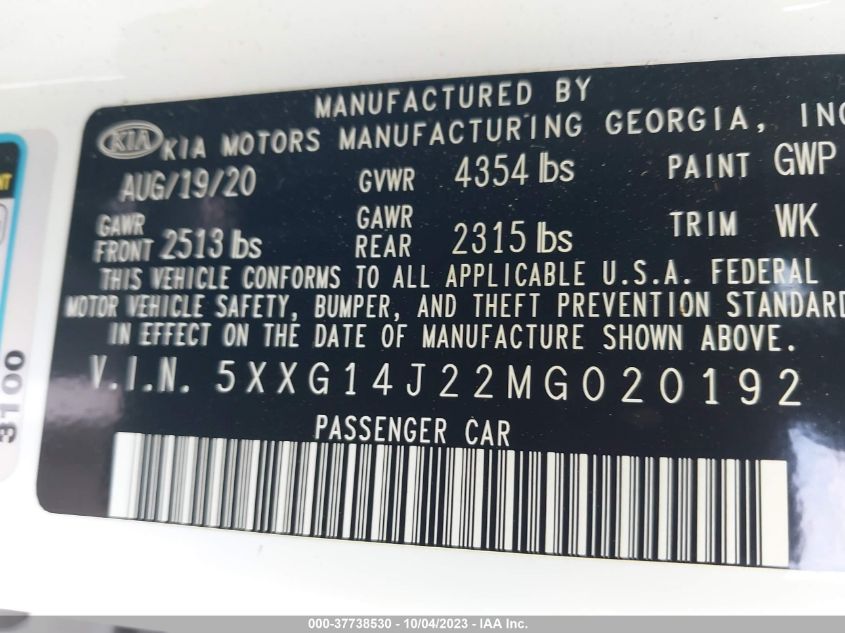 MANUFACTURED BY
KIA KIA MOTORS MANUFACTURING GEORGIA, INC
AUG/19/20 GVWR 4354 lbs PAINT GWP
GAWR FRONT 2513 lbs GAWR REAR 2315 lbs TRIM WK
THIS VEHICLE CONFORMS TO ALL APPLICABLE U.S.A. FEDERAL
MOTOR VEHICLE SAFETY, BUMPER, AND THEFT PREVENTION STANDARD
IN EFFECT ON THE DATE OF MANUFACTURE SHOWN ABOVE.
V.I.N. 5XXG14J22MG020192
PASSENGER CAR
3100
000-37738530 - 10/04/2023 - IAA Inc.